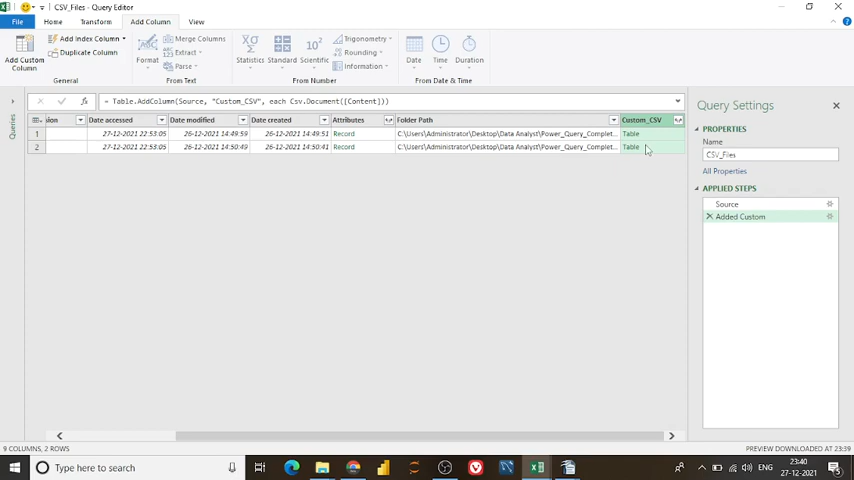 CSV_Files - Query Editor
File
Home
Transform
Add Column
View
Add Custom
Column
Add Index Column
Duplicate Column
General
Format
Merge Columns
Extract
Parse
From Text
Statistics
Standard
Scientific
Trigonometry
Rounding
Information
From Number
Date
Time
Duration
From Date & Time
= Table.AddColumn(Source, "Custom_CSV", each Csv.Document([Content]))
Queries
sion
Date accessed
Date modified
Date created
Attributes
Folder Path
Custom_CSV
1
27-12-2021 22:53:05
26-12-2021 14:49:59
26-12-2021 14:49:51
Record
C:\Users\Administrator\Desktop\Data Analyst\Power_Query_Complet...
Table
2
27-12-2021 22:53:05
26-12-2021 14:50:49
26-12-2021 14:50:41
Record
C:\Users\Administrator\Desktop\Data Analyst\Power_Query_Complet...
Table
Query Settings
PROPERTIES
Name
CSV_Files
All Properties
APPLIED STEPS
Source
Added Custom
9 COLUMNS, 2 ROWS
PREVIEW DOWNLOADED AT 23:39
Type here to search
ENG
23:40
27-12-2021
5